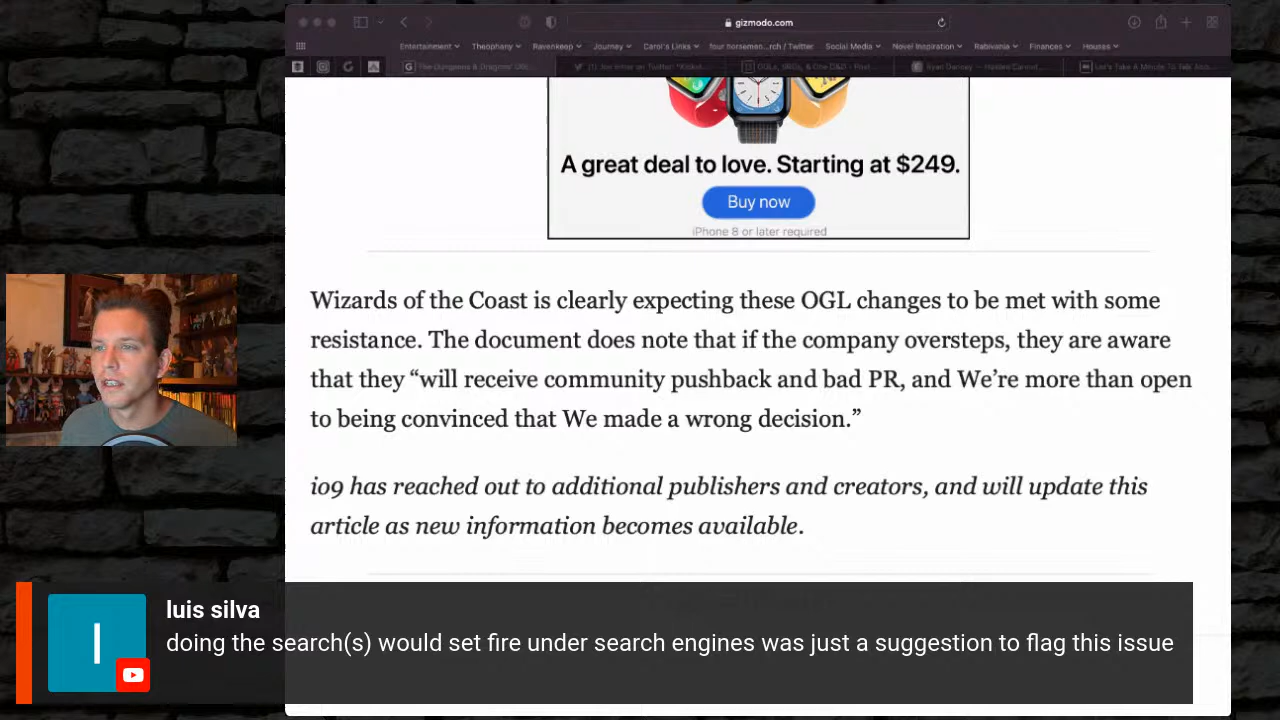 gizmodo.com
Entertainment Theophany Ravenkeep Journey Carol's Links four horsemen...rch / Twitter Social Media Novel Inspiration Rabivania Finances Houses
A great deal to love. Starting at $249.
Buy now
iPhone 8 or later required
Wizards of the Coast is clearly expecting these OGL changes to be met with some
resistance. The document does note that if the company oversteps, they are aware
that they “will receive community pushback and bad PR, and We’re more than open
to being convinced that We made a wrong decision.”
io9 has reached out to additional publishers and creators, and will update this
article as new information becomes available.
l
luis silva
doing the search(s) would set fire under search engines was just a suggestion to flag this issue